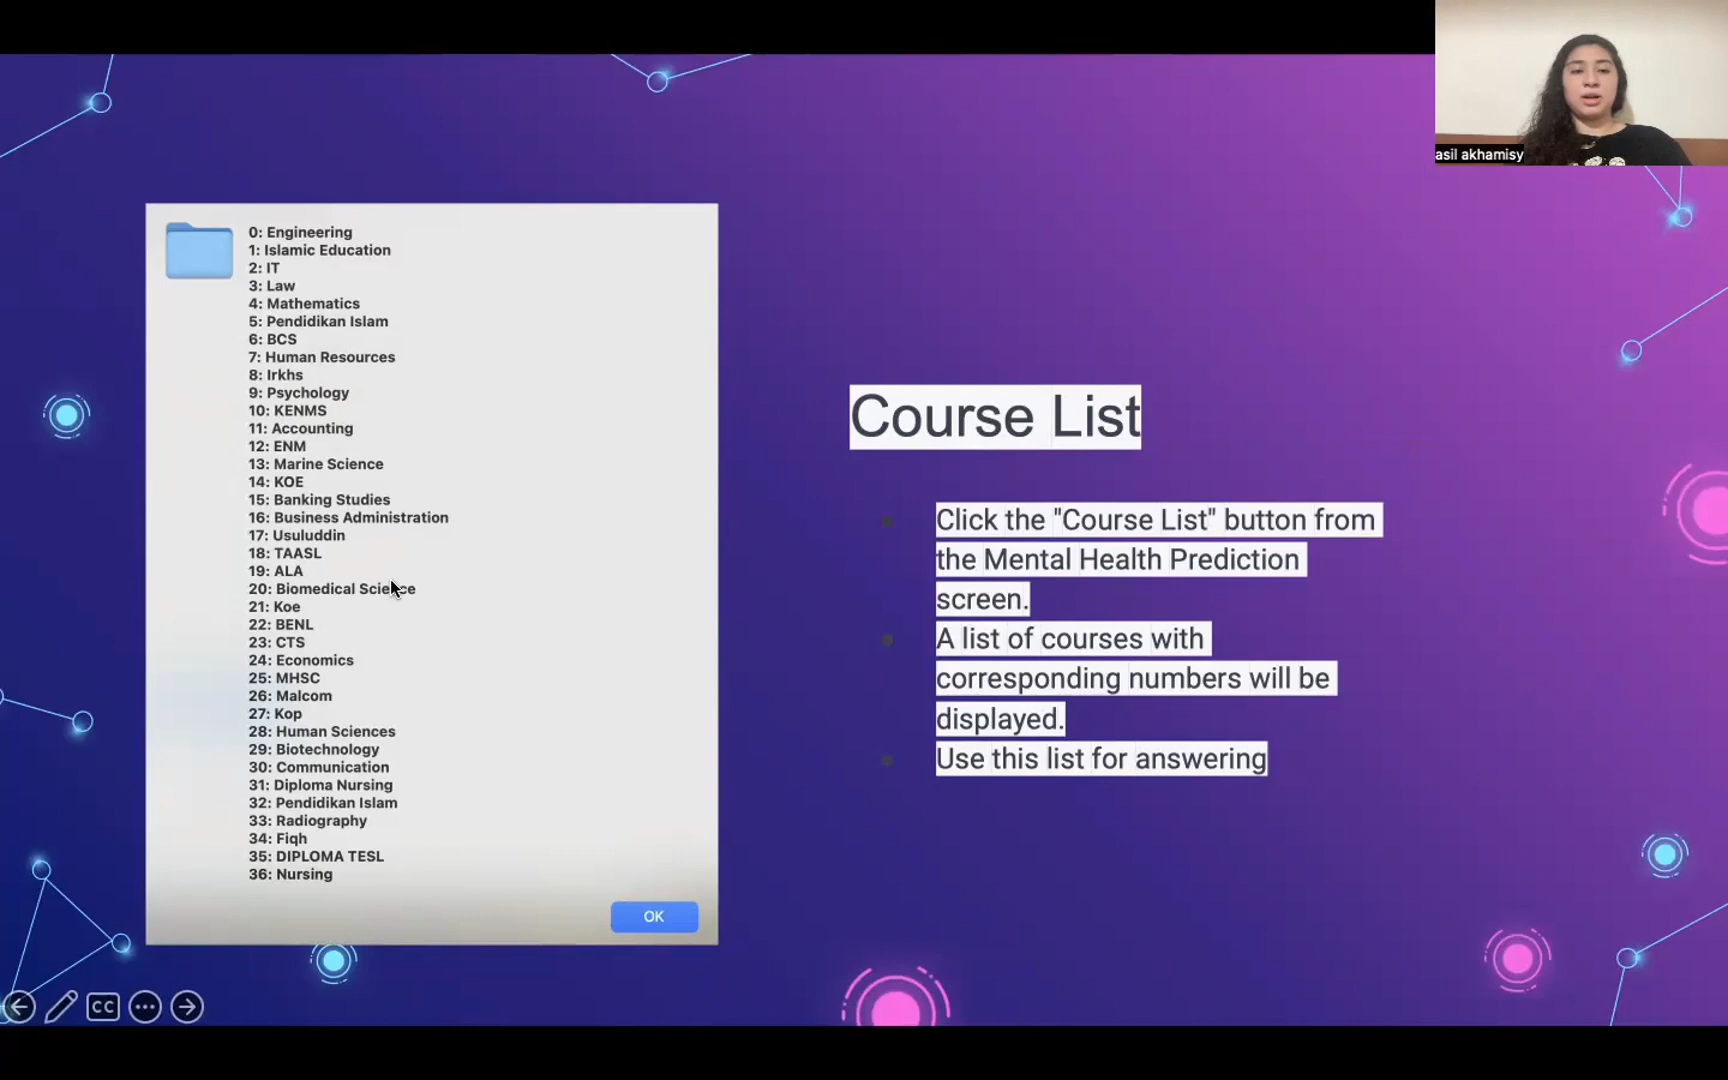 asil akhamisy
0: Engineering
1: Islamic Education
2: IT
3: Law
4: Mathematics
5: Pendidikan Islam
6: BCS
7: Human Resources
8: Irkhs
9: Psychology
10: KENMS
11: Accounting
12: ENM
13: Marine Science
14: KOE
15: Banking Studies
16: Business Administration
17: Usuluddin
18: TAASL
19: ALA
20: Biomedical Science
21: Koe
22: BENL
23: CTS
24: Economics
25: MHSC
26: Malcom
27: Kop
28: Human Sciences
29: Biotechnology
30: Communication
31: Diploma Nursing
32: Pendidikan Islam
33: Radiography
34: Fiqh
35: DIPLOMA TESL
36: Nursing
OK
Course List
Click the "Course List" button from
the Mental Health Prediction
screen.
A list of courses with
corresponding numbers will be
displayed.
Use this list for answering
CC